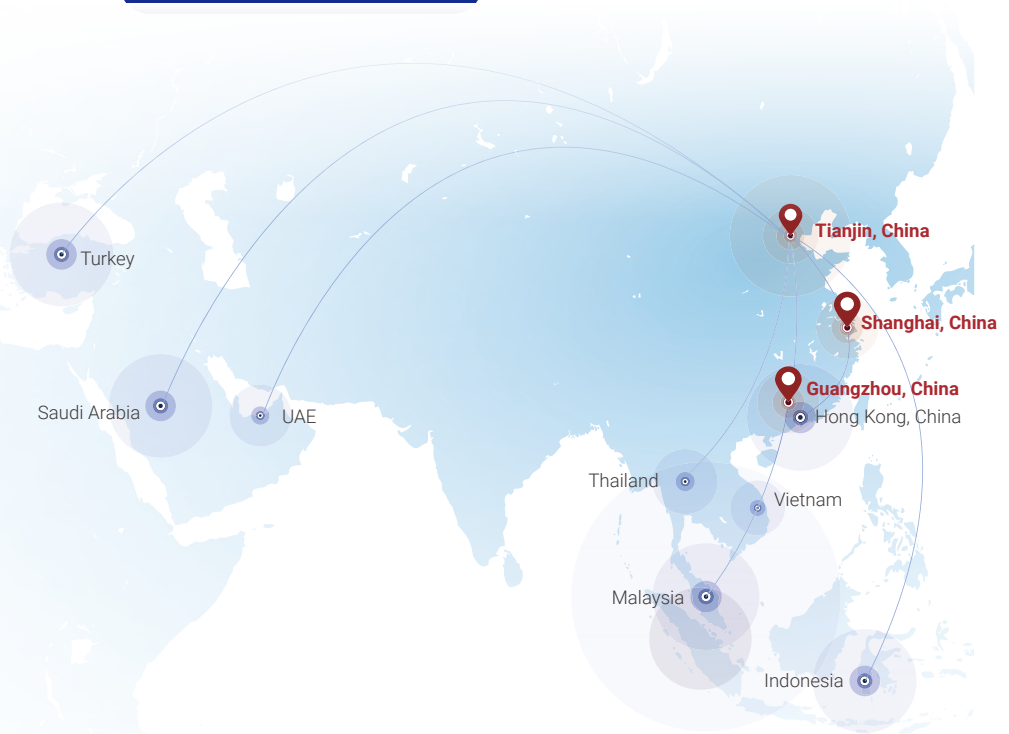 Tianjin, China
Turkey
Shanghai, China
Guangzhou, China
Saudi Arabia
UAE
Hong Kong, China
Thailand
Vietnam
Malaysia
Indonesia